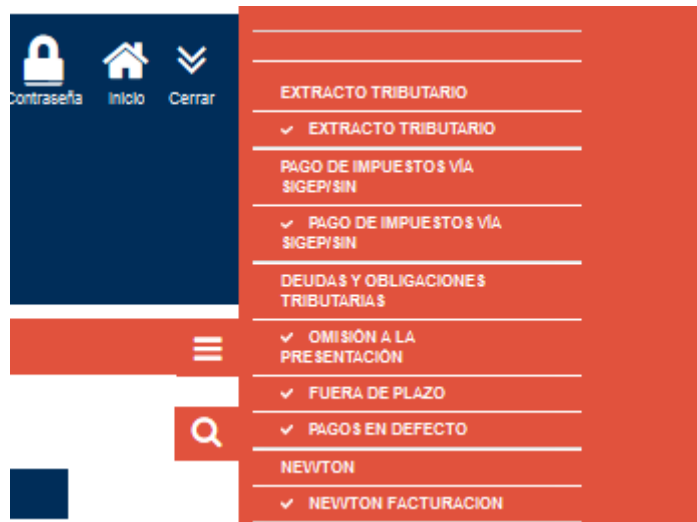 Contraseña
Inicio
Cerrar
EXTRACTO TRIBUTARIO
EXTRACTO TRIBUTARIO
PAGO DE IMPUESTOS VÍA
SIGEP/SIN
PAGO DE IMPUESTOS VÍA
SIGEP/SIN
DEUDAS Y OBLIGACIONES
TRIBUTARIAS
OMISIÓN A LA
PRESENTACIÓN
FUERA DE PLAZO
PAGOS EN DEFECTO
NEWTON
NEWTON FACTURACION